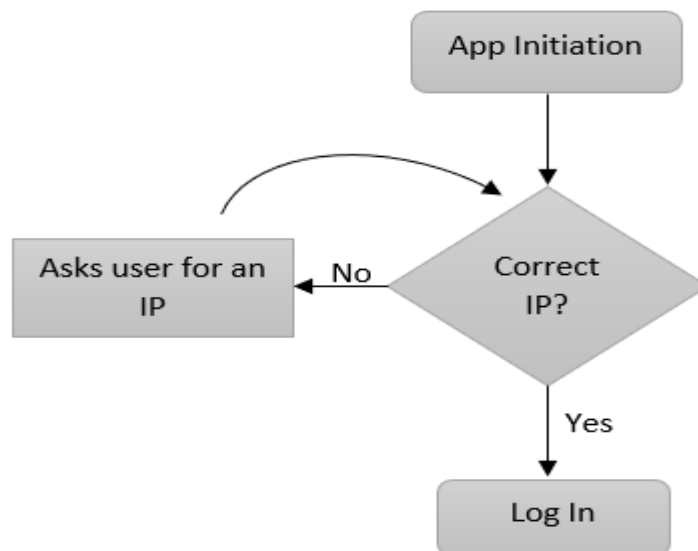 App Initiation
Asks user for an
IP
No
Correct
IP?
Yes
Log In